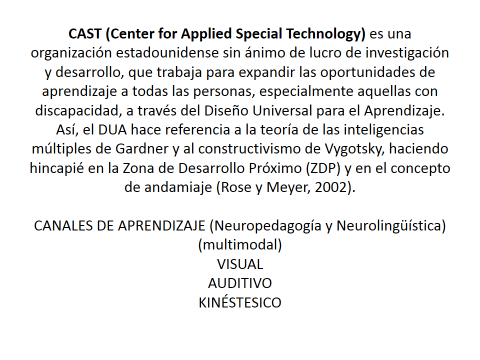 CAST (Center for Applied Special Technology) es una
organización estadounidense sin ánimo de lucro de investigación
y desarrollo, que trabaja para expandir las oportunidades de
aprendizaje a todas las personas, especialmente aquellas con
discapacidad, a través del Diseño Universal para el Aprendizaje.
Así, el DUA hace referencia a la teoría de las inteligencias
múltiples de Gardner y al constructivismo de Vygotsky, haciendo
hincapié en la Zona de Desarrollo Próximo (ZDP) y en el concepto
de andamiaje (Rose y Meyer, 2002).
CANALES DE APRENDIZAJE (Neuropedagogía y Neurolingüística)
(multimodal)
VISUAL
AUDITIVO
KINÉSTESICO